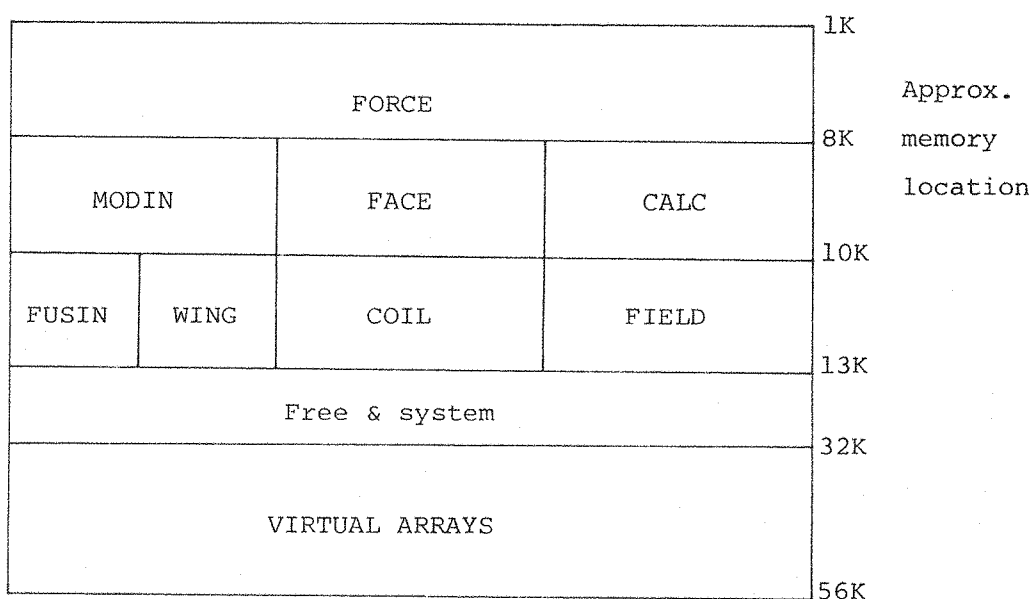 1K
FORCE
Approx.
8K
memory
location
MODIN
FACE
CALC
10K
FUSIN
WING
COIL
FIELD
13K
Free & system
32K
VIRTUAL ARRAYS
56K